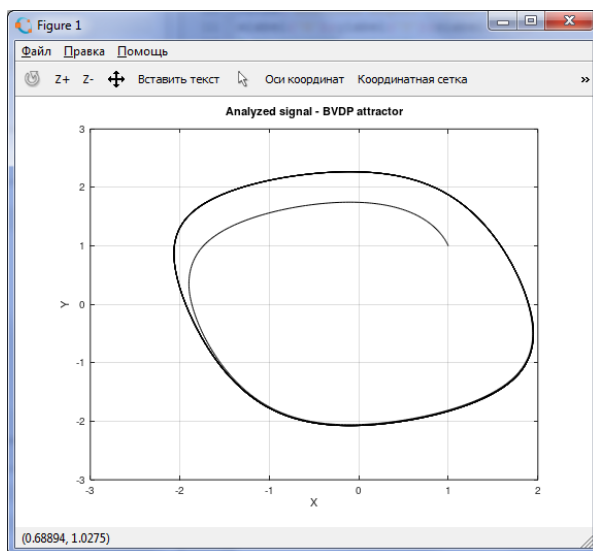 Figure 1
Файл Правка Помощь
Z+ Z- Вставить текст Оси координат Координатная сетка »
Analyzed signal - BVDP attractor
3
2
1
0
-1
-2
-3
Y
-3 -2 -1 0 1 2
X
(0.68894, 1.0275)